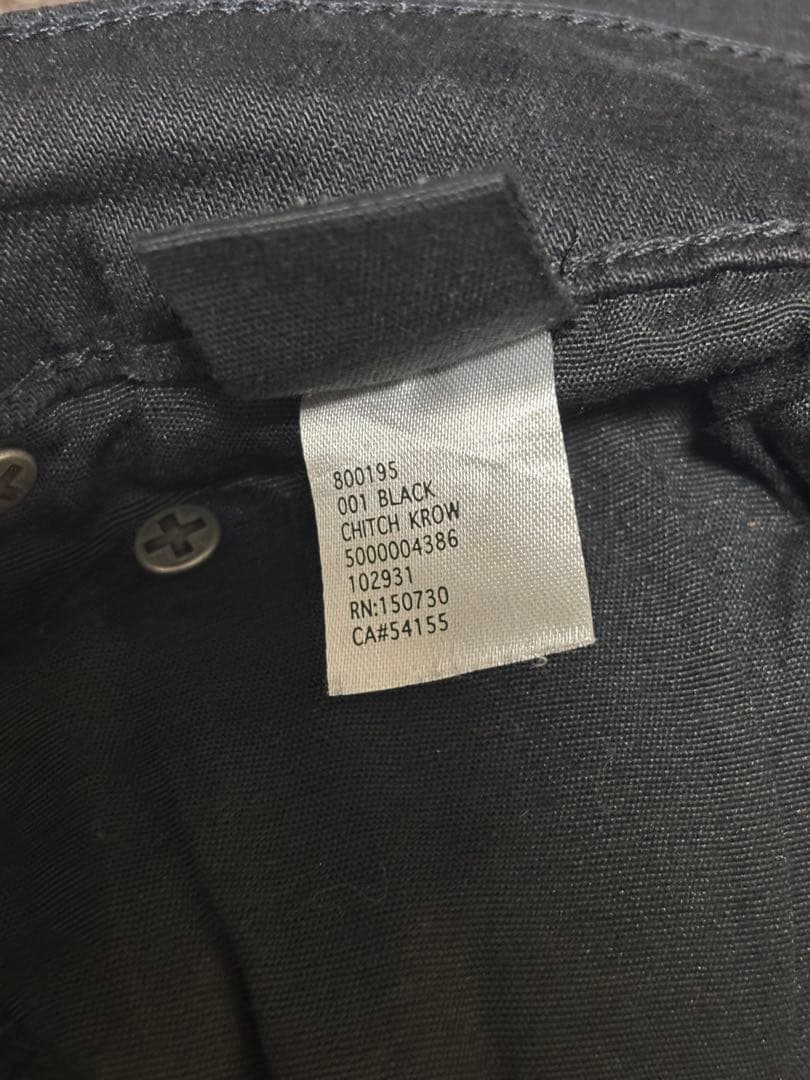 800195
001 BLACK
CHITCH KROW
5000004386
102931
RN:150730
CA#54155